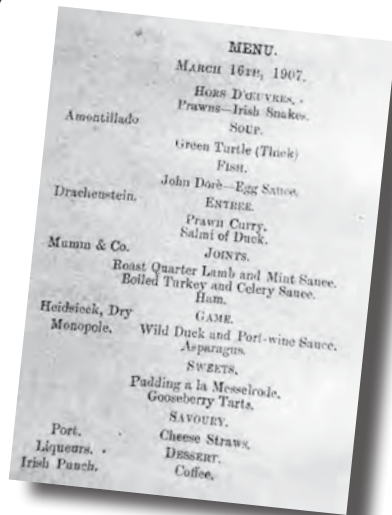 MENU.
MARCH 16TH, 1907.
HORS D'ŒUVRES.
Prawns—Irish Snakes.
Amontillado
SOUP.
Green Turtle (Thick)
FISH.
John Dorè—Egg Sauce.
Drachenstein.
ENTREE.
Prawn Curry.
Salmi of Duck.
Mumm & Co.
JOINTS.
Roast Quarter Lamb and Mint Sauce.
Boiled Turkey and Celery Sauce.
Ham.
Heidsieck, Dry
GAME.
Monopole.
Wild Duck and Port-wine Sauce.
Asparagus.
SWEETS.
Pudding a la Messelrode.
Gooseberry Tarts.
SAVOURY.
Port.
Cheese Straws.
Liqueurs.
DESSERT.
Irish Punch.
Coffee.